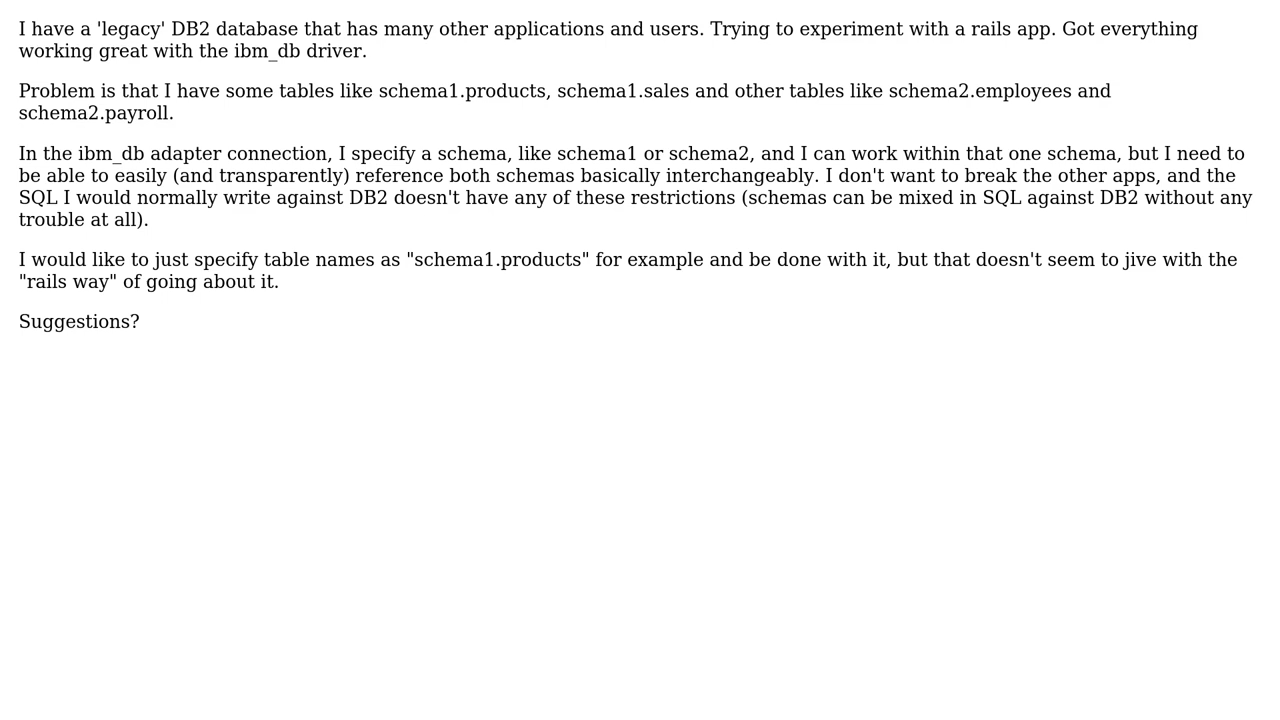 I have a 'legacy' DB2 database that has many other applications and users. Trying to experiment with a rails app. Got everything
working great with the ibm_db driver.
Problem is that I have some tables like schema1.products, schema1.sales and other tables like schema2.employees and
schema2.payroll.
In the ibm_db adapter connection, I specify a schema, like schema1 or schema2, and I can work within that one schema, but I need to
be able to easily (and transparently) reference both schemas basically interchangeably. I don't want to break the other apps, and the
SQL I would normally write against DB2 doesn't have any of these restrictions (schemas can be mixed in SQL against DB2 without any
trouble at all).
I would like to just specify table names as "schema1.products" for example and be done with it, but that doesn't seem to jive with the
"rails way" of going about it.
Suggestions?